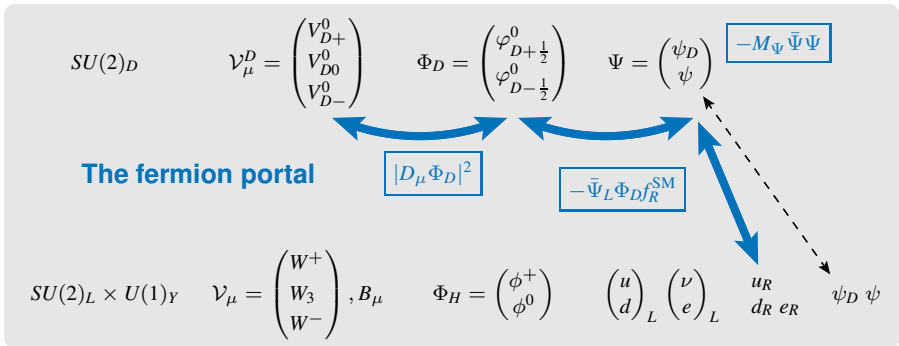 SU(2)_D   𝒱^D_μ = (V^0_{D+}, V^0_{D0}, V^0_{D−})   Φ_D = (φ^0_{D+½}, φ^0_{D−½})   Ψ = (ψ_D, ψ)   −M_Ψ Ψ̄Ψ
The fermion portal   |D_μ Φ_D|²   −Ψ̄_L Φ_D f_R^{SM}
SU(2)_L × U(1)_Y   𝒱_μ = (W^+, W_3, W^−), B_μ   Φ_H = (φ^+, φ^0)   (u, d)_L (ν, e)_L   u_R   ψ_D ψ
d_R e_R